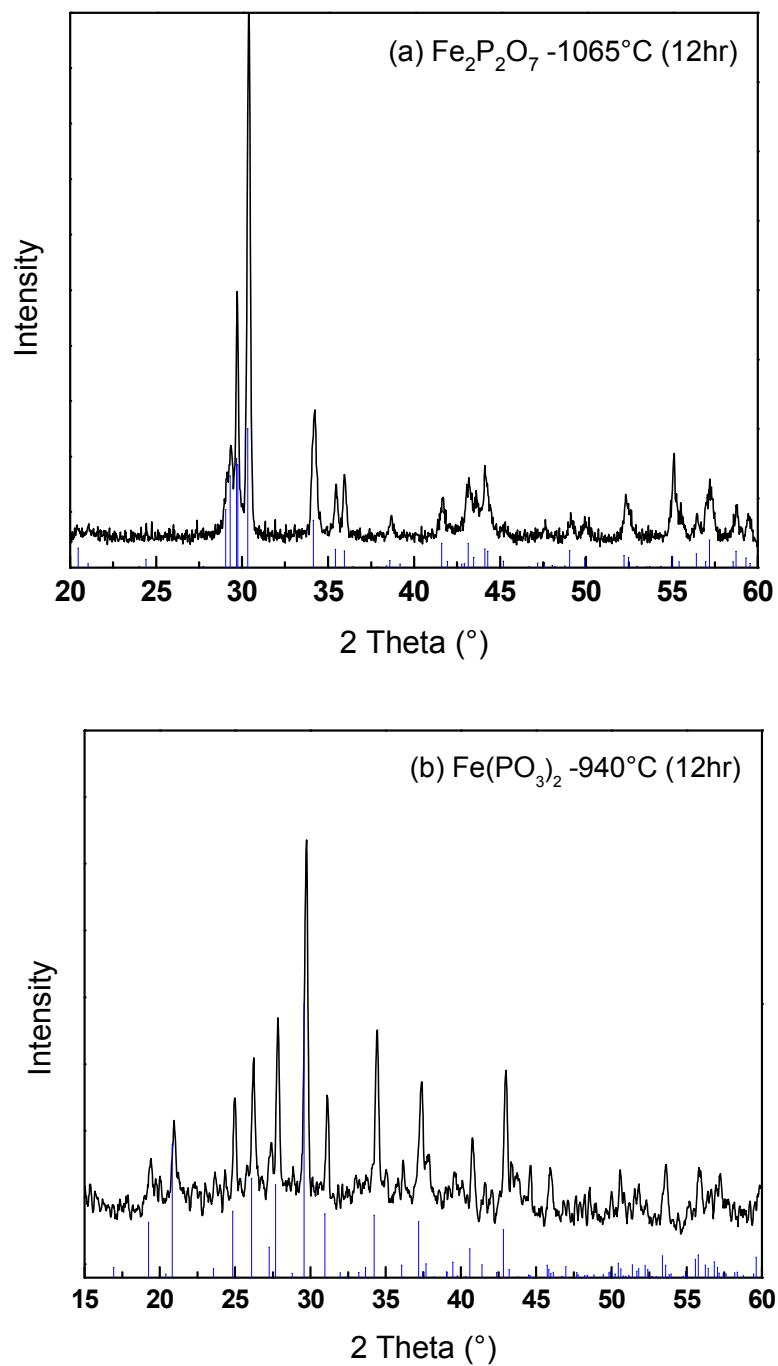 (a) Fe₂P₂O₇ -1065°C (12hr)
Intensity
20 25 30 35 40 45 50 55 60
2 Theta (°)
(b) Fe(PO₃)₂ -940°C (12hr)
Intensity
15 20 25 30 35 40 45 50 55 60
2 Theta (°)